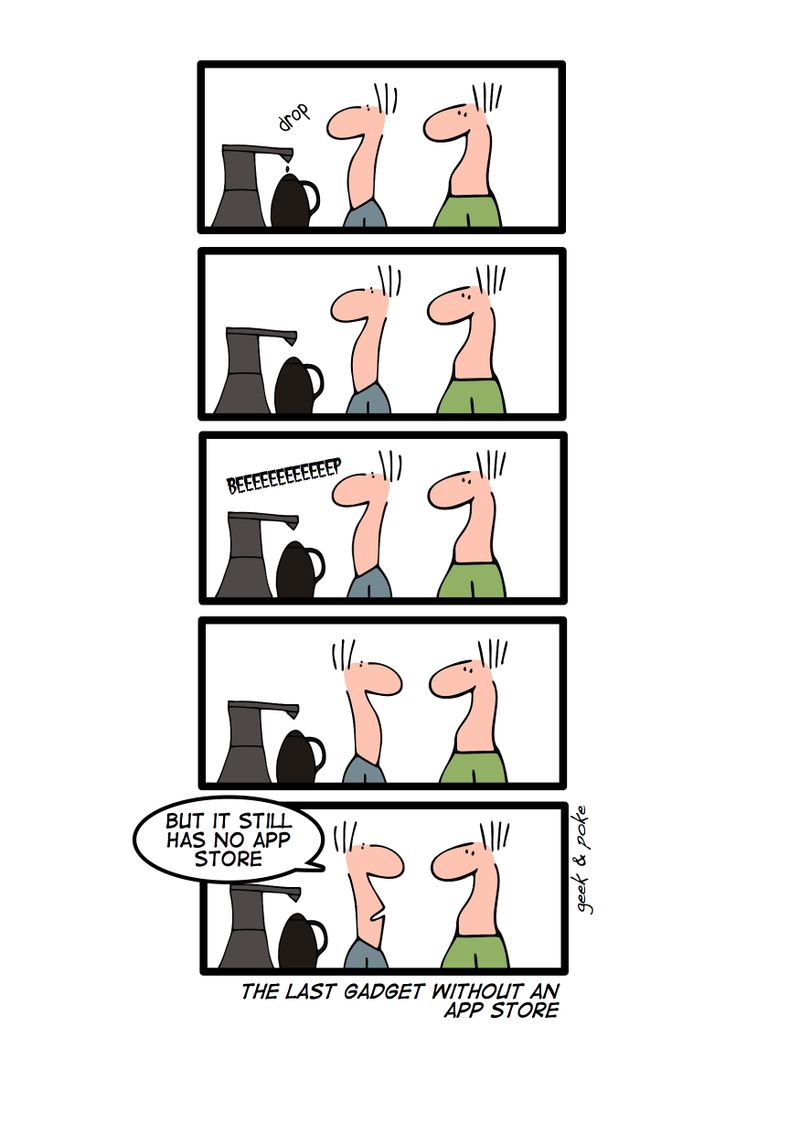 drop
BEEEEEEEEEEEEP
BUT IT STILL
HAS NO APP
STORE
geek & poke
THE LAST GADGET WITHOUT AN
APP STORE